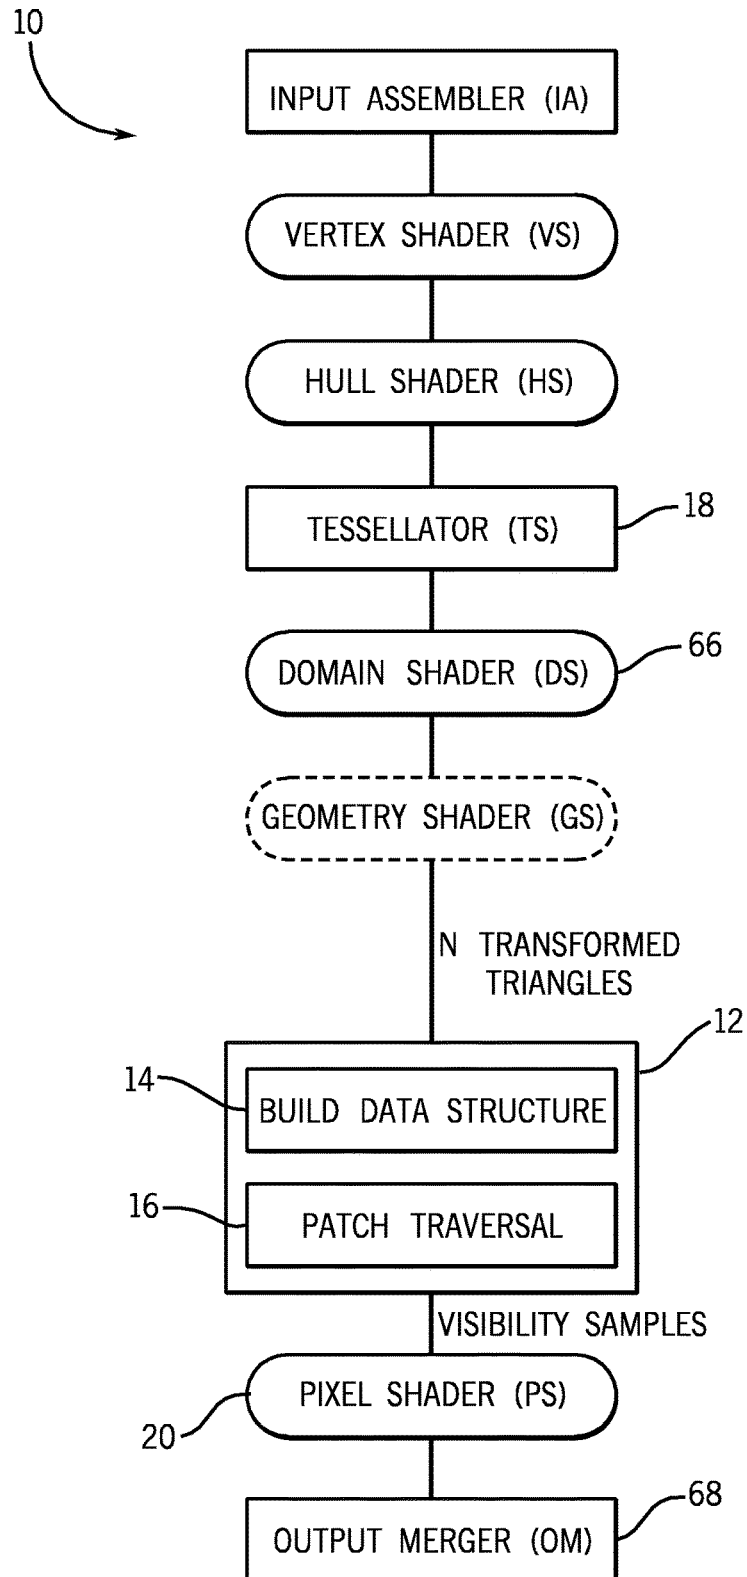 10
INPUT ASSEMBLER (IA)
VERTEX SHADER (VS)
HULL SHADER (HS)
18
TESSELLATOR (TS)
66
DOMAIN SHADER (DS)
GEOMETRY SHADER (GS)
N TRANSFORMED
TRIANGLES
12
14
BUILD DATA STRUCTURE
16
PATCH TRAVERSAL
VISIBILITY SAMPLES
PIXEL SHADER (PS)
20
68
OUTPUT MERGER (OM)